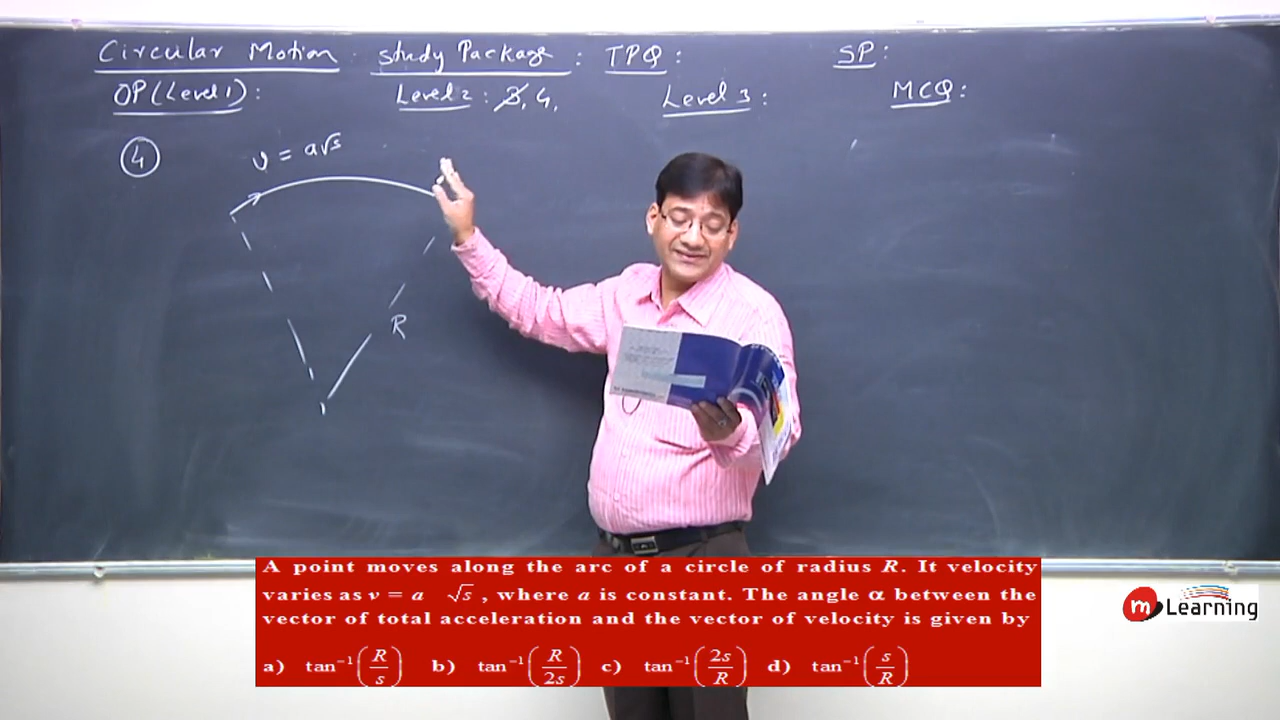 Circular Motion study Package : TPQ : SP :
OP (Level 1) : Level 2 : 3, 4, Level 3 : MCQ :
4 v = a√s
R
A point moves along the arc of a circle of radius R. It velocity
varies as v = a √s , where a is constant. The angle α between the
vector of total acceleration and the vector of velocity is given by
a) tan⁻¹(R/s) b) tan⁻¹(R/2s) c) tan⁻¹(2s/R) d) tan⁻¹(s/R)
m Learning